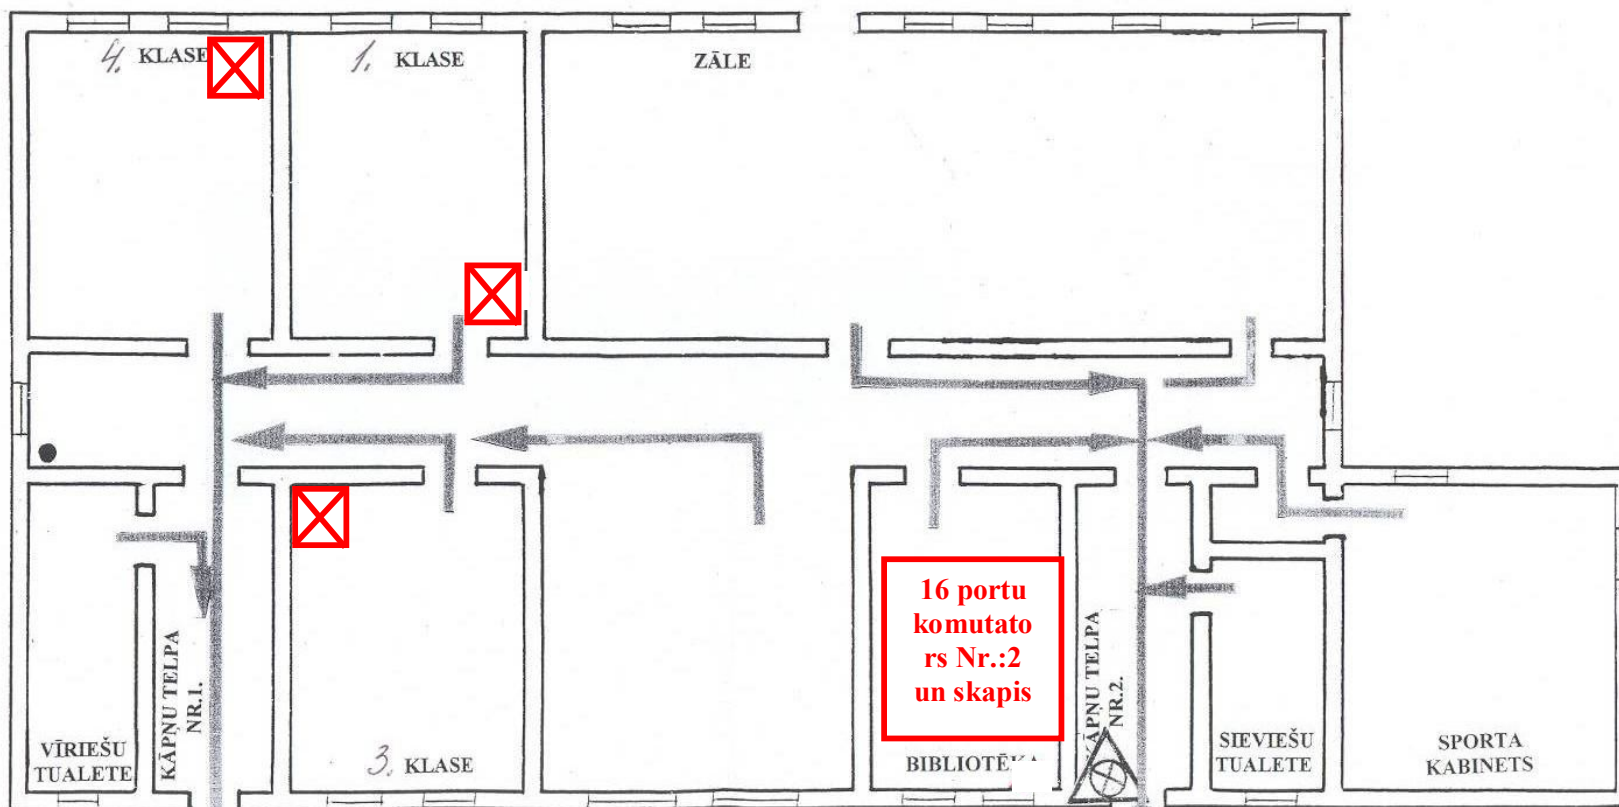 4. KLASE
1. KLASE
ZĀLE
16 portu
komutato
rs Nr.:2
un skapis
KĀPŅU TELPA
NR.1.
KĀPŅU TELPA
NR.2.
VĪRIEŠU
TUALETE
3. KLASE
BIBLIOTĒKA
SIEVIEŠU
TUALETE
SPORTA
KABINETS